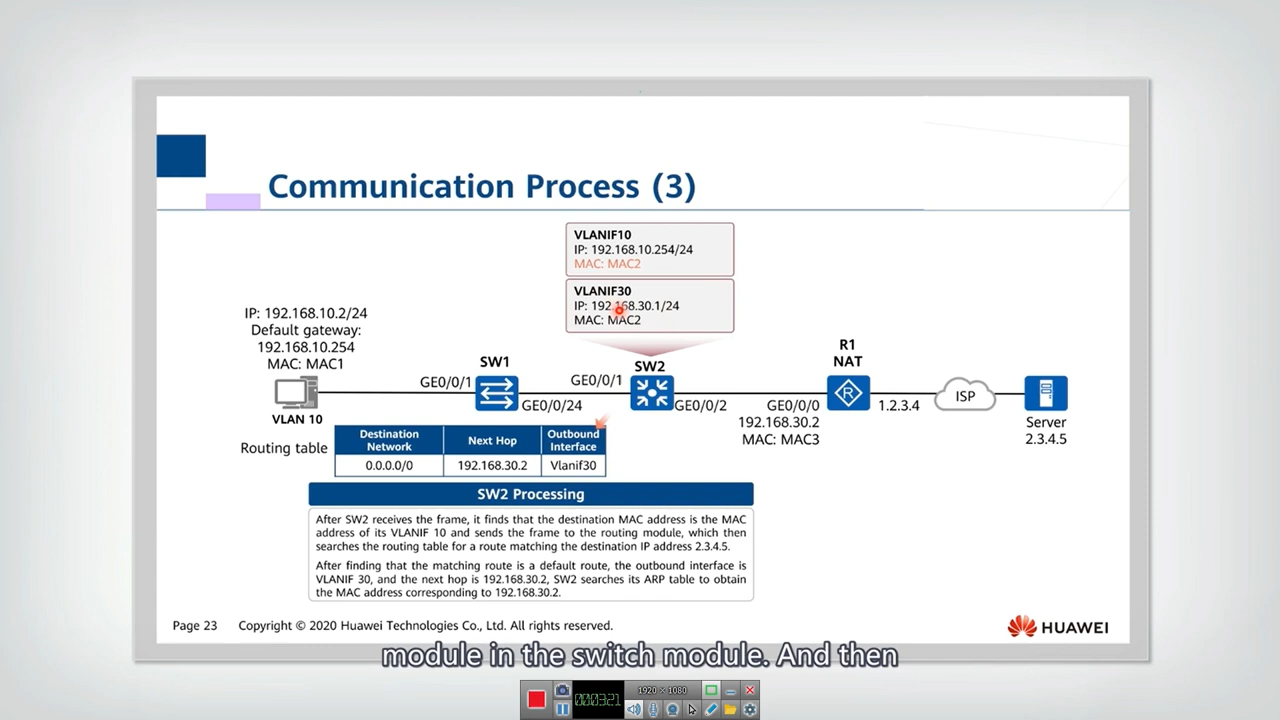 Communication Process (3)
VLANIF10
IP: 192.168.10.254/24
MAC: MAC2
VLANIF30
IP: 192.168.30.1/24
MAC: MAC2
IP: 192.168.10.2/24
Default gateway:
192.168.10.254
MAC: MAC1
VLAN 10
GE0/0/1
SW1
GE0/0/24
GE0/0/1
SW2
GE0/0/2
R1
NAT
GE0/0/0
192.168.30.2
MAC: MAC3
1.2.3.4
ISP
Server
2.3.4.5
Routing table
Destination Network Next Hop Outbound Interface
0.0.0.0/0 192.168.30.2 Vlanif30
SW2 Processing
After SW2 receives the frame, it finds that the destination MAC address is the MAC
address of its VLANIF 10 and sends the frame to the routing module, which then
searches the routing table for a route matching the destination IP address 2.3.4.5.
After finding that the matching route is a default route, the outbound interface is
VLANIF 30, and the next hop is 192.168.30.2, SW2 searches its ARP table to obtain
the MAC address corresponding to 192.168.30.2.
Page 23 Copyright © 2020 Huawei Technologies Co., Ltd. All rights reserved.
HUAWEI
module in the switch module. And then
1920 × 1080
000321